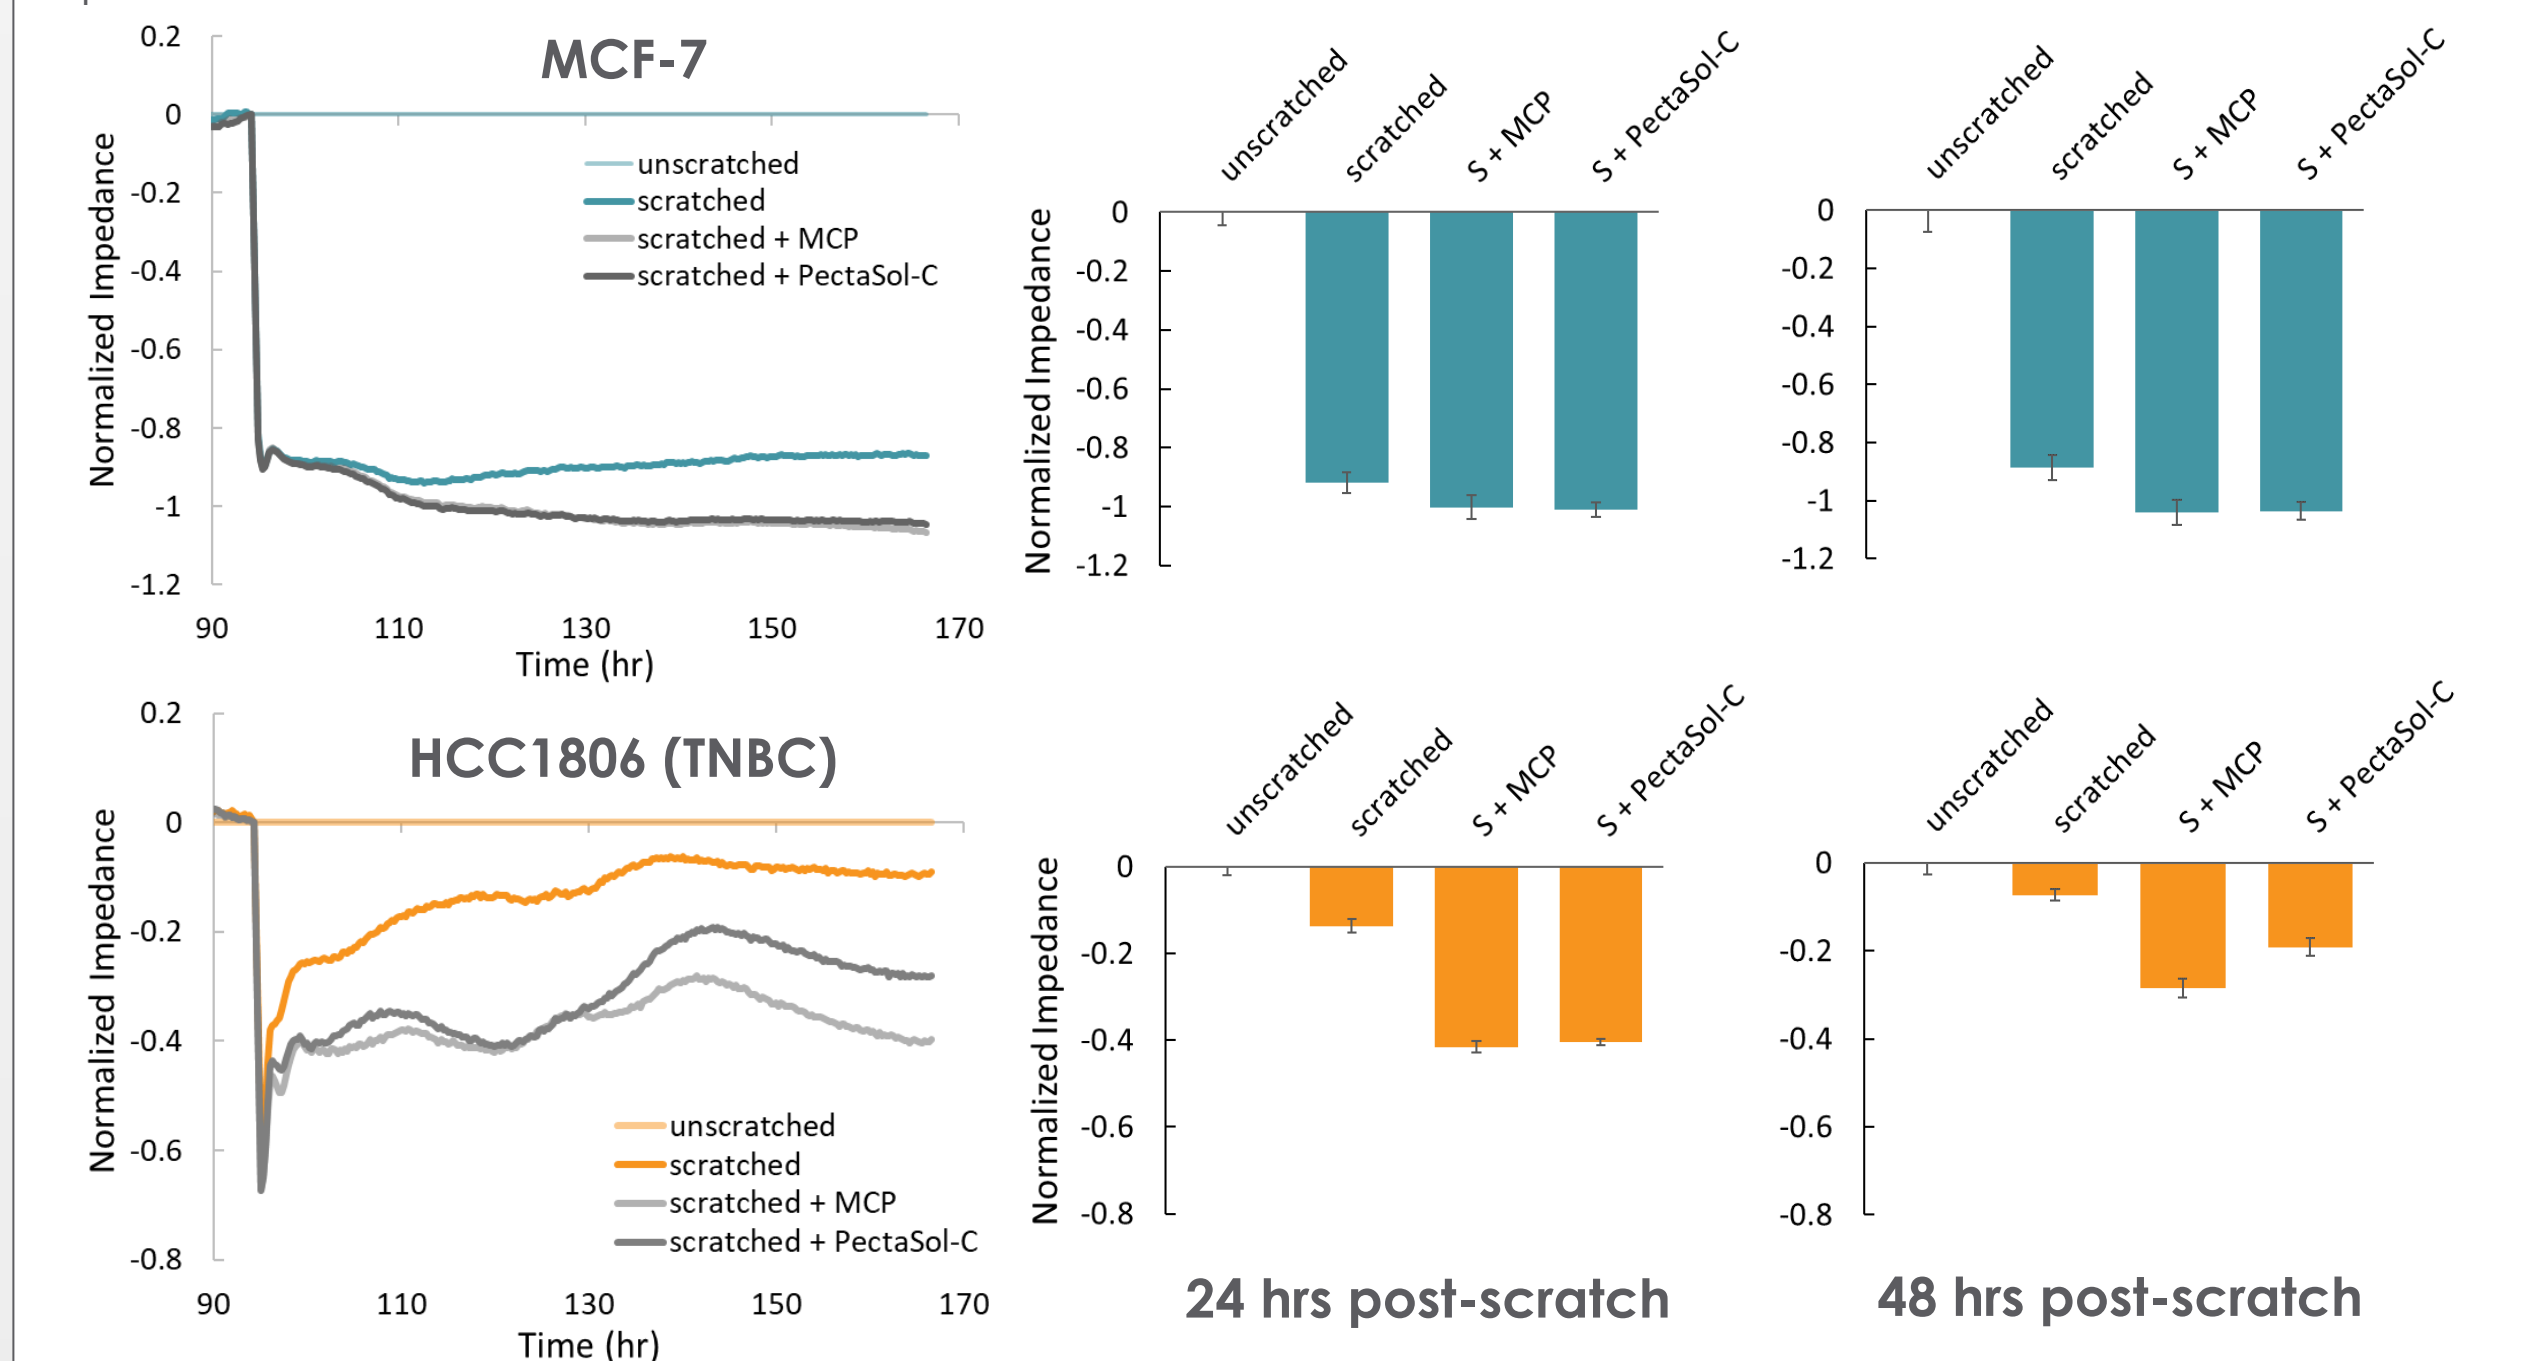 MCF-7
Normalized Impedance
0.2
0
-0.2
-0.4
-0.6
-0.8
-1
-1.2
unscratched
scratched
scratched + MCP
scratched + PectaSol-C
90 110 130 150 170
Time (hr)
unscratched scratched S + MCP S + PectaSol-C
Normalized Impedance
0
-0.2
-0.4
-0.6
-0.8
-1
-1.2
unscratched scratched S + MCP S + PectaSol-C
0
-0.2
-0.4
-0.6
-0.8
-1
-1.2
HCC1806 (TNBC)
Normalized Impedance
0.2
0
-0.2
-0.4
-0.6
-0.8
unscratched
scratched
scratched + MCP
scratched + PectaSol-C
90 110 130 150 170
Time (hr)
unscratched scratched S + MCP S + PectaSol-C
Normalized Impedance
0
-0.2
-0.4
-0.6
-0.8
24 hrs post-scratch
unscratched scratched S + MCP S + PectaSol-C
0
-0.2
-0.4
-0.6
-0.8
48 hrs post-scratch